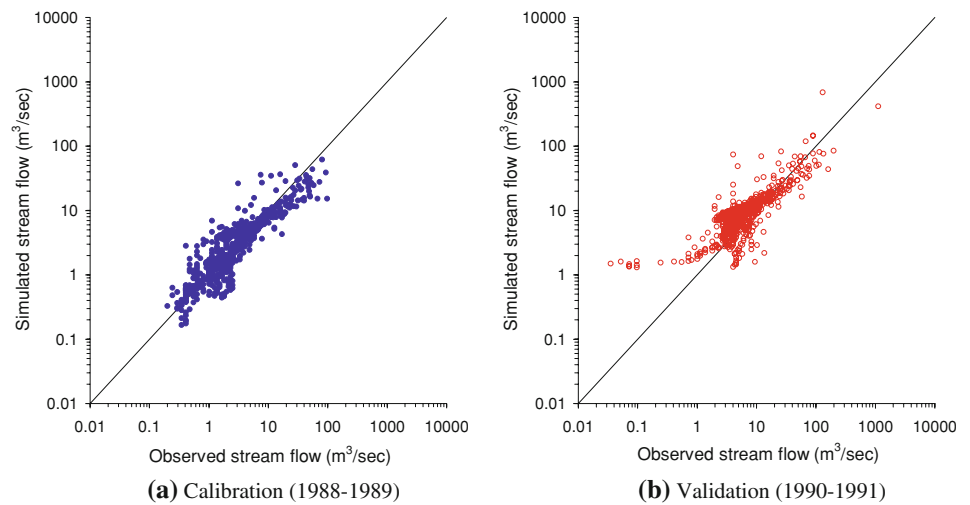 10000
1000
100
10
1
0.1
0.01
Simulated stream flow (m³/sec)
0.01 0.1 1 10 100 1000 10000
Observed stream flow (m³/sec)
(a) Calibration (1988-1989)
10000
1000
100
10
1
0.1
0.01
Simulated stream flow (m³/sec)
0.01 0.1 1 10 100 1000 10000
Observed stream flow (m³/sec)
(b) Validation (1990-1991)